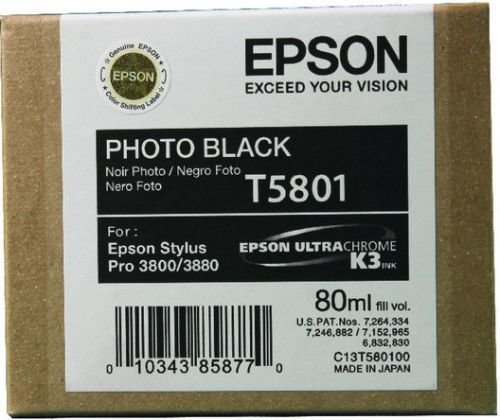 Genuine
EPSON
Color Shifting Label
EPSON
EXCEED YOUR VISION
PHOTO BLACK
Noir Photo / Negro Foto
Nero Foto
T5801
For :
Epson Stylus
Pro 3800/3880
EPSON ULTRACHROME
K3 INK
80ml fill vol.
U.S.PAT.Nos. 7,264,334
7,246,882 / 7,152,965
6,832,830
C13T580100
MADE IN JAPAN
0 10343 85877 0